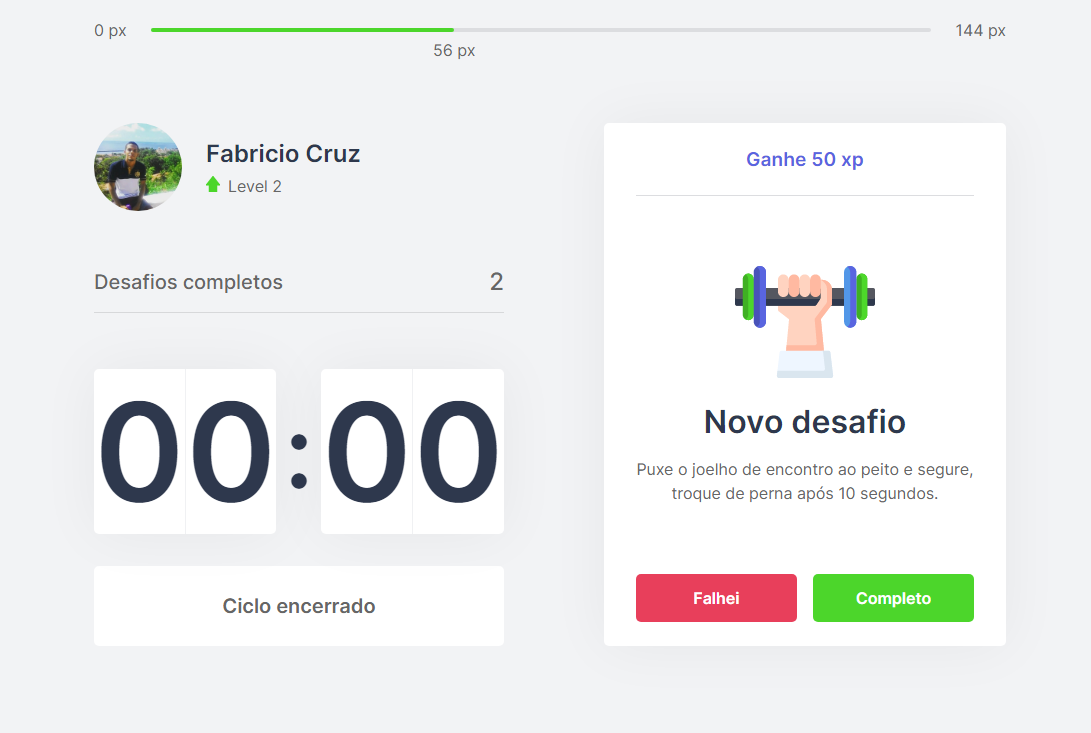 0 px
144 px
56 px
Fabricio Cruz
Level 2
Desafios completos
2
00:00
Ciclo encerrado
Ganhe 50 xp
Novo desafio
Puxe o joelho de encontro ao peito e segure,
troque de perna após 10 segundos.
Falhei
Completo